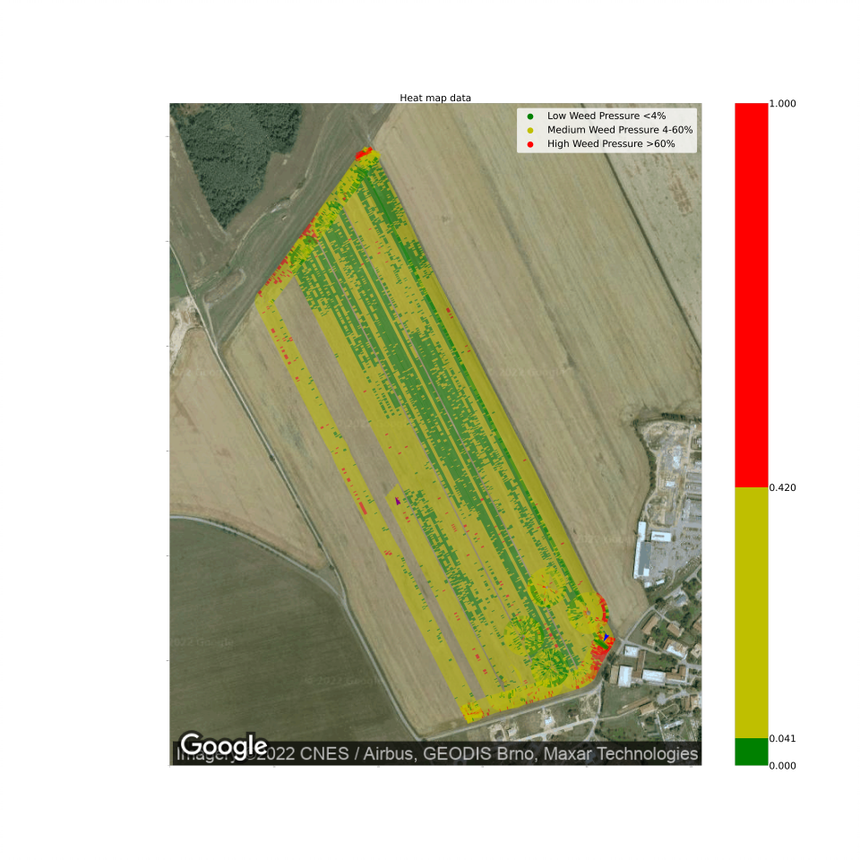 Heat map data
Low Weed Pressure <4%
Medium Weed Pressure 4-60%
High Weed Pressure >60%
1.000
0.420
0.041
0.000
Google
©2022 CNES / Airbus, GEODIS Brno, Maxar Technologies